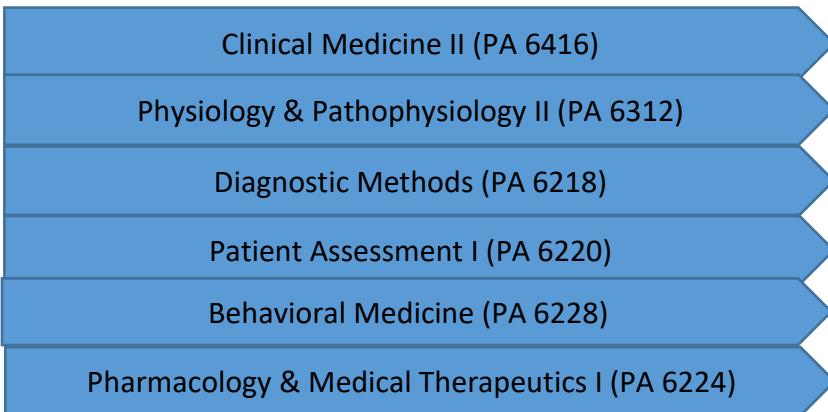 Clinical Medicine II (PA 6416)
Physiology & Pathophysiology II (PA 6312)
Diagnostic Methods (PA 6218)
Patient Assessment I (PA 6220)
Behavioral Medicine (PA 6228)
Pharmacology & Medical Therapeutics I (PA 6224)